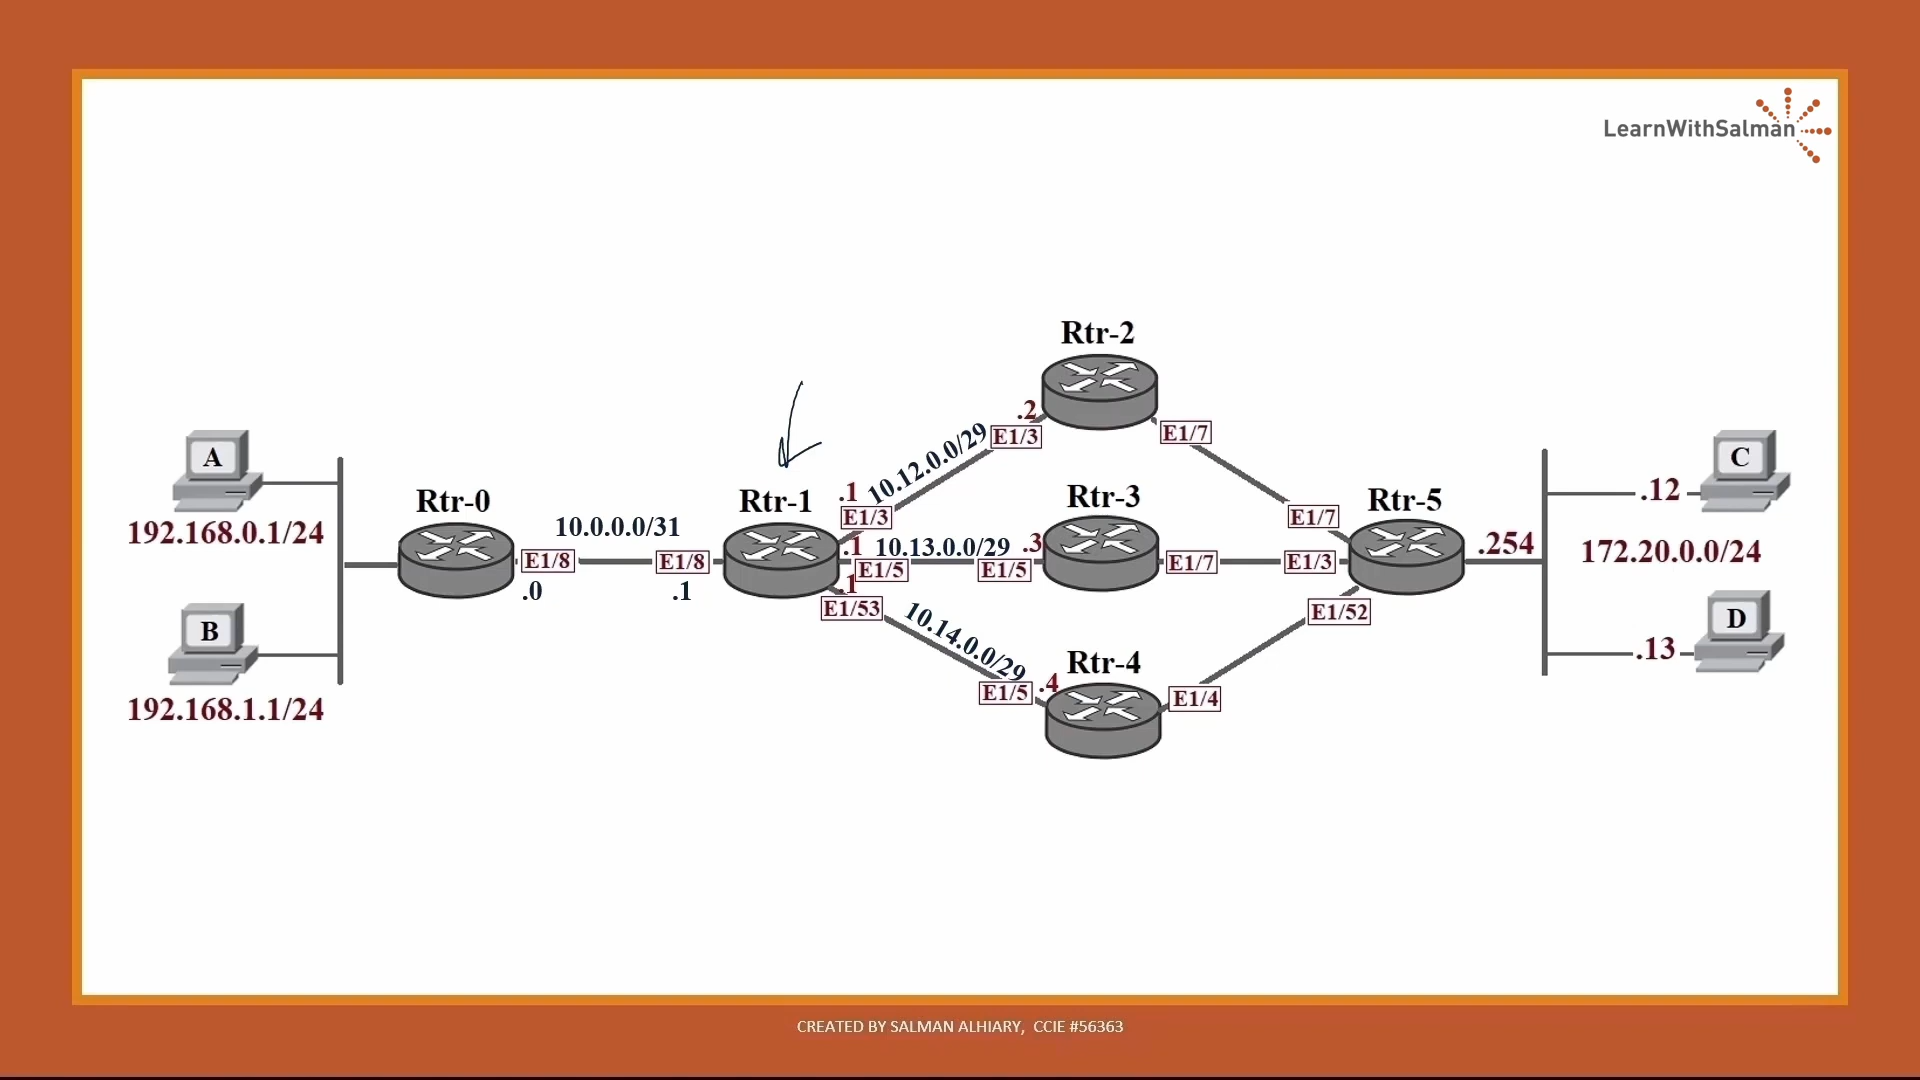 LearnWithSalman
Rtr-2
.2
E1/3
E1/7
10.12.0.0/29
A
192.168.0.1/24
Rtr-0
10.0.0.0/31
E1/8
.0
E1/8
.1
Rtr-1
.1
E1/3
.1
10.13.0.0/29
.3
E1/5
E1/5
Rtr-3
E1/7
E1/7
E1/3
Rtr-5
.254
.12
C
172.20.0.0/24
.1
E1/53
10.14.0.0/29
E1/5
.4
Rtr-4
E1/4
E1/52
.13
D
B
192.168.1.1/24
CREATED BY SALMAN ALHIARY, CCIE #56363